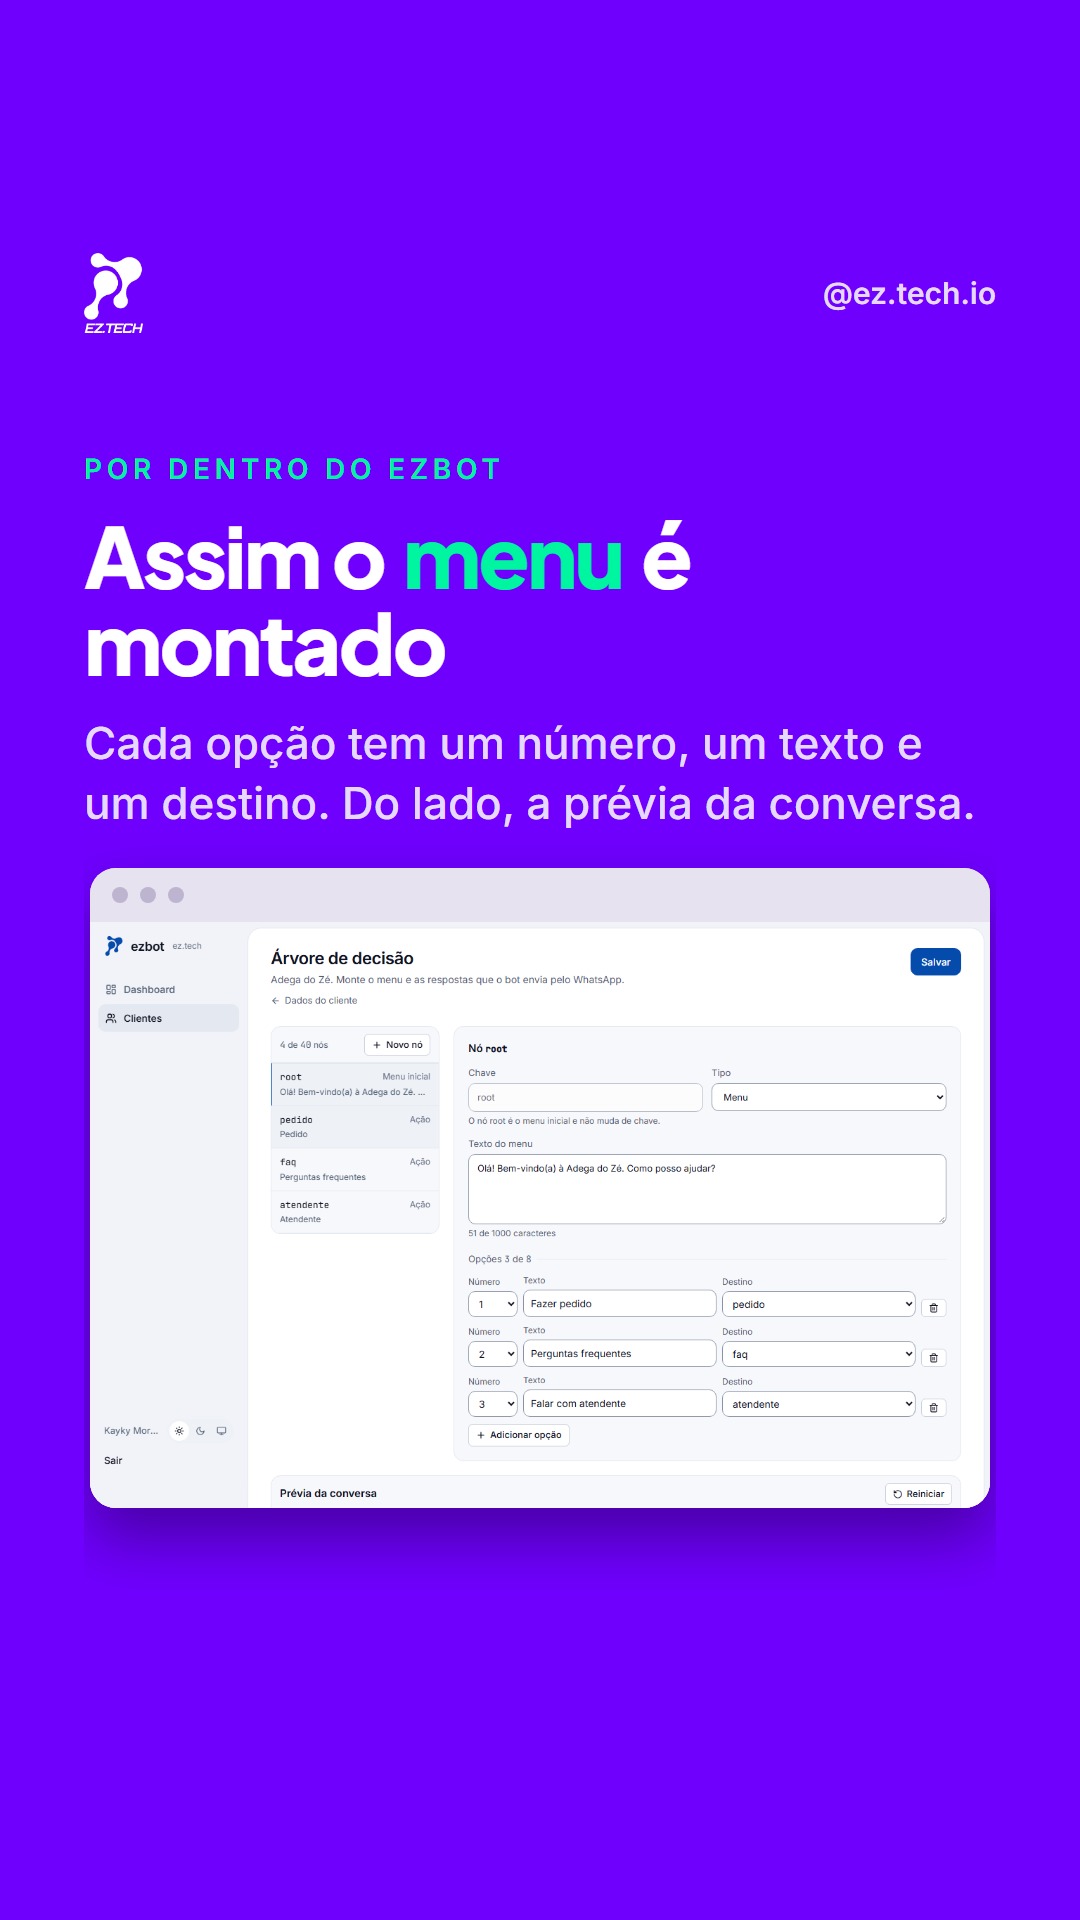 EZ.TECH
@ez.tech.io
POR DENTRO DO EZBOT
Assim o menu é
montado
Cada opção tem um número, um texto e
um destino. Do lado, a prévia da conversa.
ezbot ez.tech
Dashboard
Clientes
Kayky Mor...
Sair
Árvore de decisão
Salvar
Adega do Zé. Monte o menu e as respostas que o bot envia pelo WhatsApp.
← Dados do cliente
4 de 40 nós
+ Novo nó
root Menu inicial
Olá! Bem-vindo(a) à Adega do Zé. ...
pedido Ação
Pedido
faq Ação
Perguntas frequentes
atendente Ação
Atendente
Nó root
Chave Tipo
root Menu
O nó root é o menu inicial e não muda de chave.
Texto do menu
Olá! Bem-vindo(a) à Adega do Zé. Como posso ajudar?
51 de 1000 caracteres
Opções 3 de 8
Número Texto Destino
1 Fazer pedido pedido
Número Texto Destino
2 Perguntas frequentes faq
Número Texto Destino
3 Falar com atendente atendente
+ Adicionar opção
Prévia da conversa
Reiniciar